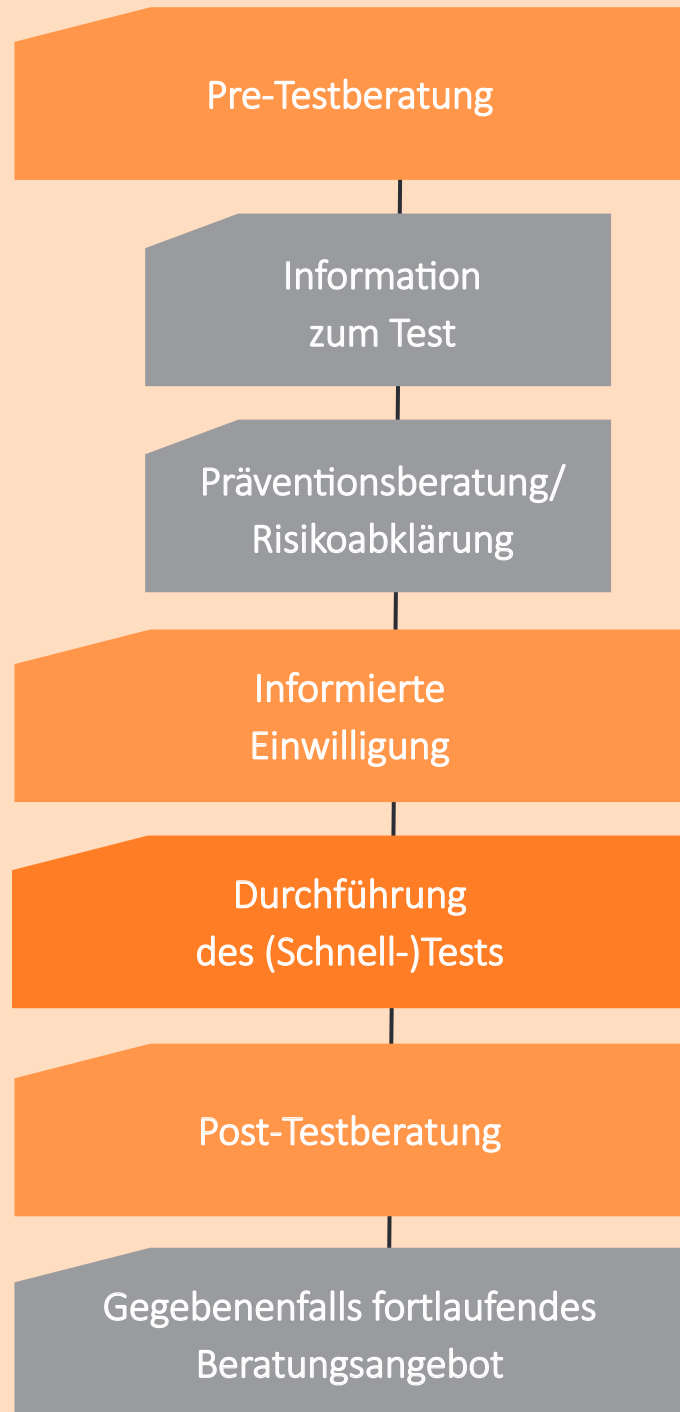 Pre-Testberatung
Information
zum Test
Präventionsberatung/
Risikoabklärung
Informierte
Einwilligung
Durchführung
des (Schnell-)Tests
Post-Testberatung
Gegebenenfalls fortlaufendes
Beratungsangebot